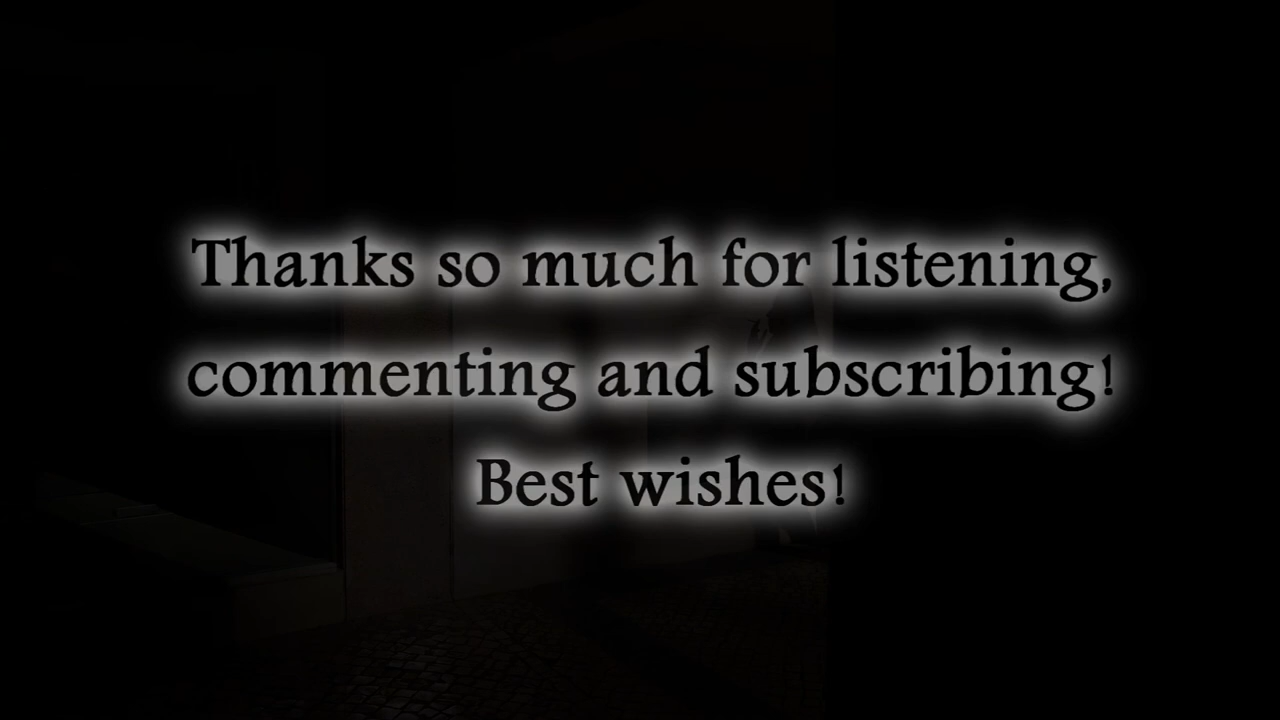 Thanks so much for listening,
commenting and subscribing!
Best wishes!